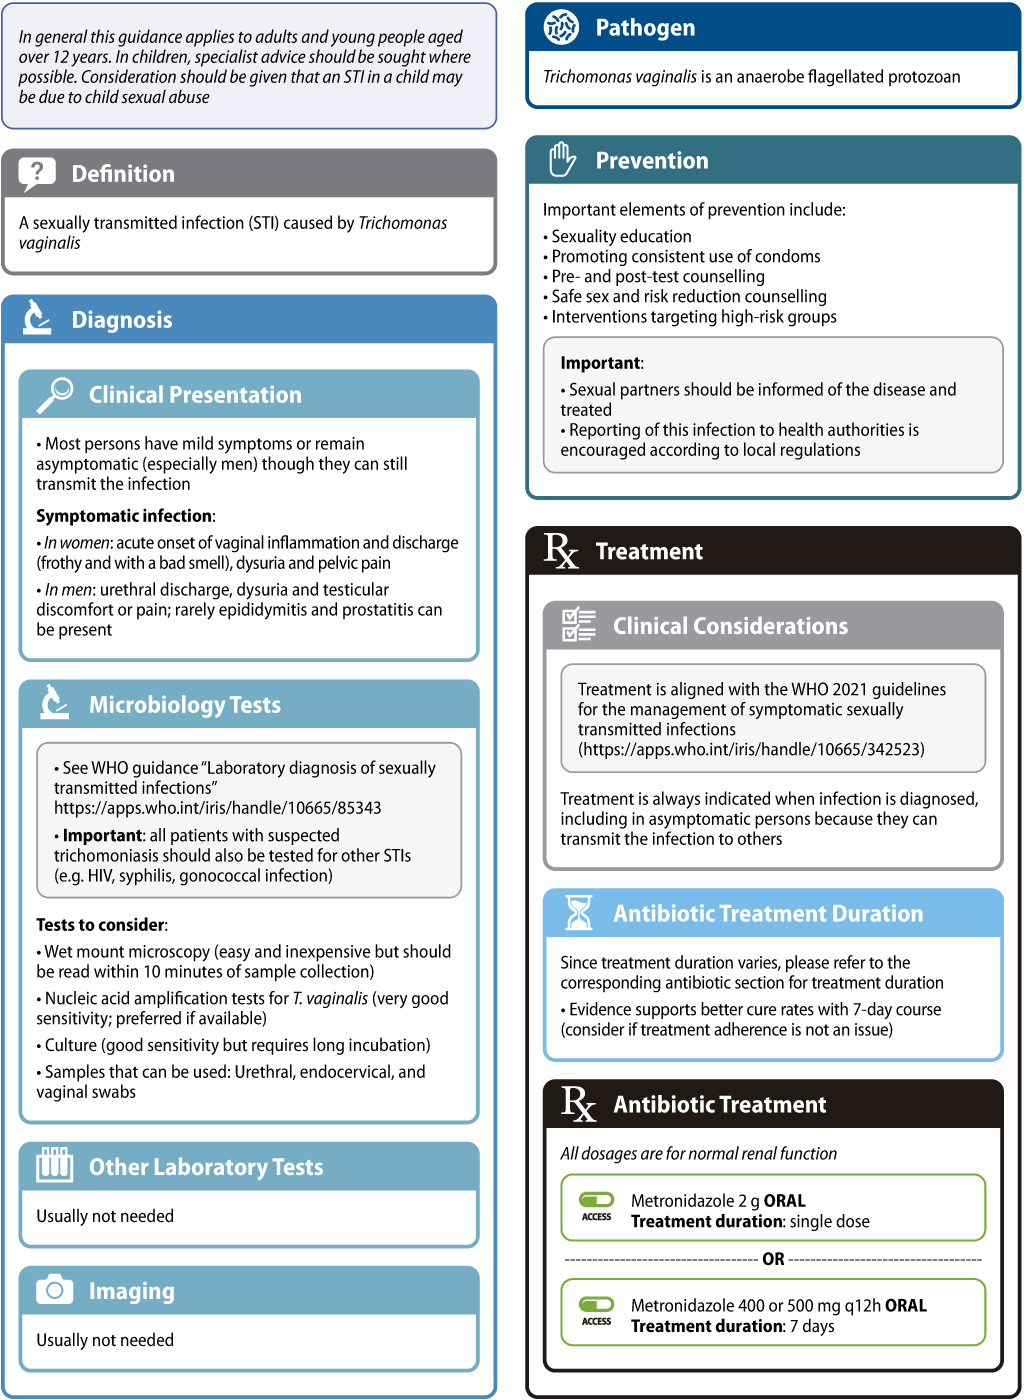 In general this guidance applies to adults and young people aged
over 12 years. In children, specialist advice should be sought where
possible. Consideration should be given that an STI in a child may
be due to child sexual abuse
? Definition
A sexually transmitted infection (STI) caused by Trichomonas
vaginalis
Diagnosis
Clinical Presentation
• Most persons have mild symptoms or remain
asymptomatic (especially men) though they can still
transmit the infection
Symptomatic infection:
• In women: acute onset of vaginal inflammation and discharge
(frothy and with a bad smell), dysuria and pelvic pain
• In men: urethral discharge, dysuria and testicular
discomfort or pain; rarely epididymitis and prostatitis can
be present
Microbiology Tests
• See WHO guidance “Laboratory diagnosis of sexually
transmitted infections”
https://apps.who.int/iris/handle/10665/85343
• Important: all patients with suspected
trichomoniasis should also be tested for other STIs
(e.g. HIV, syphilis, gonococcal infection)
Tests to consider:
• Wet mount microscopy (easy and inexpensive but should
be read within 10 minutes of sample collection)
• Nucleic acid amplification tests for T. vaginalis (very good
sensitivity; preferred if available)
• Culture (good sensitivity but requires long incubation)
• Samples that can be used: Urethral, endocervical, and
vaginal swabs
Other Laboratory Tests
Usually not needed
Imaging
Usually not needed
Pathogen
Trichomonas vaginalis is an anaerobe flagellated protozoan
Prevention
Important elements of prevention include:
• Sexuality education
• Promoting consistent use of condoms
• Pre- and post-test counselling
• Safe sex and risk reduction counselling
• Interventions targeting high-risk groups
Important:
• Sexual partners should be informed of the disease and
treated
• Reporting of this infection to health authorities is
encouraged according to local regulations
Rx Treatment
Clinical Considerations
Treatment is aligned with the WHO 2021 guidelines
for the management of symptomatic sexually
transmitted infections
(https://apps.who.int/iris/handle/10665/342523)
Treatment is always indicated when infection is diagnosed,
including in asymptomatic persons because they can
transmit the infection to others
Antibiotic Treatment Duration
Since treatment duration varies, please refer to the
corresponding antibiotic section for treatment duration
• Evidence supports better cure rates with 7-day course
(consider if treatment adherence is not an issue)
Rx Antibiotic Treatment
All dosages are for normal renal function
ACCESS
Metronidazole 2 g ORAL
Treatment duration: single dose
OR
ACCESS
Metronidazole 400 or 500 mg q12h ORAL
Treatment duration: 7 days